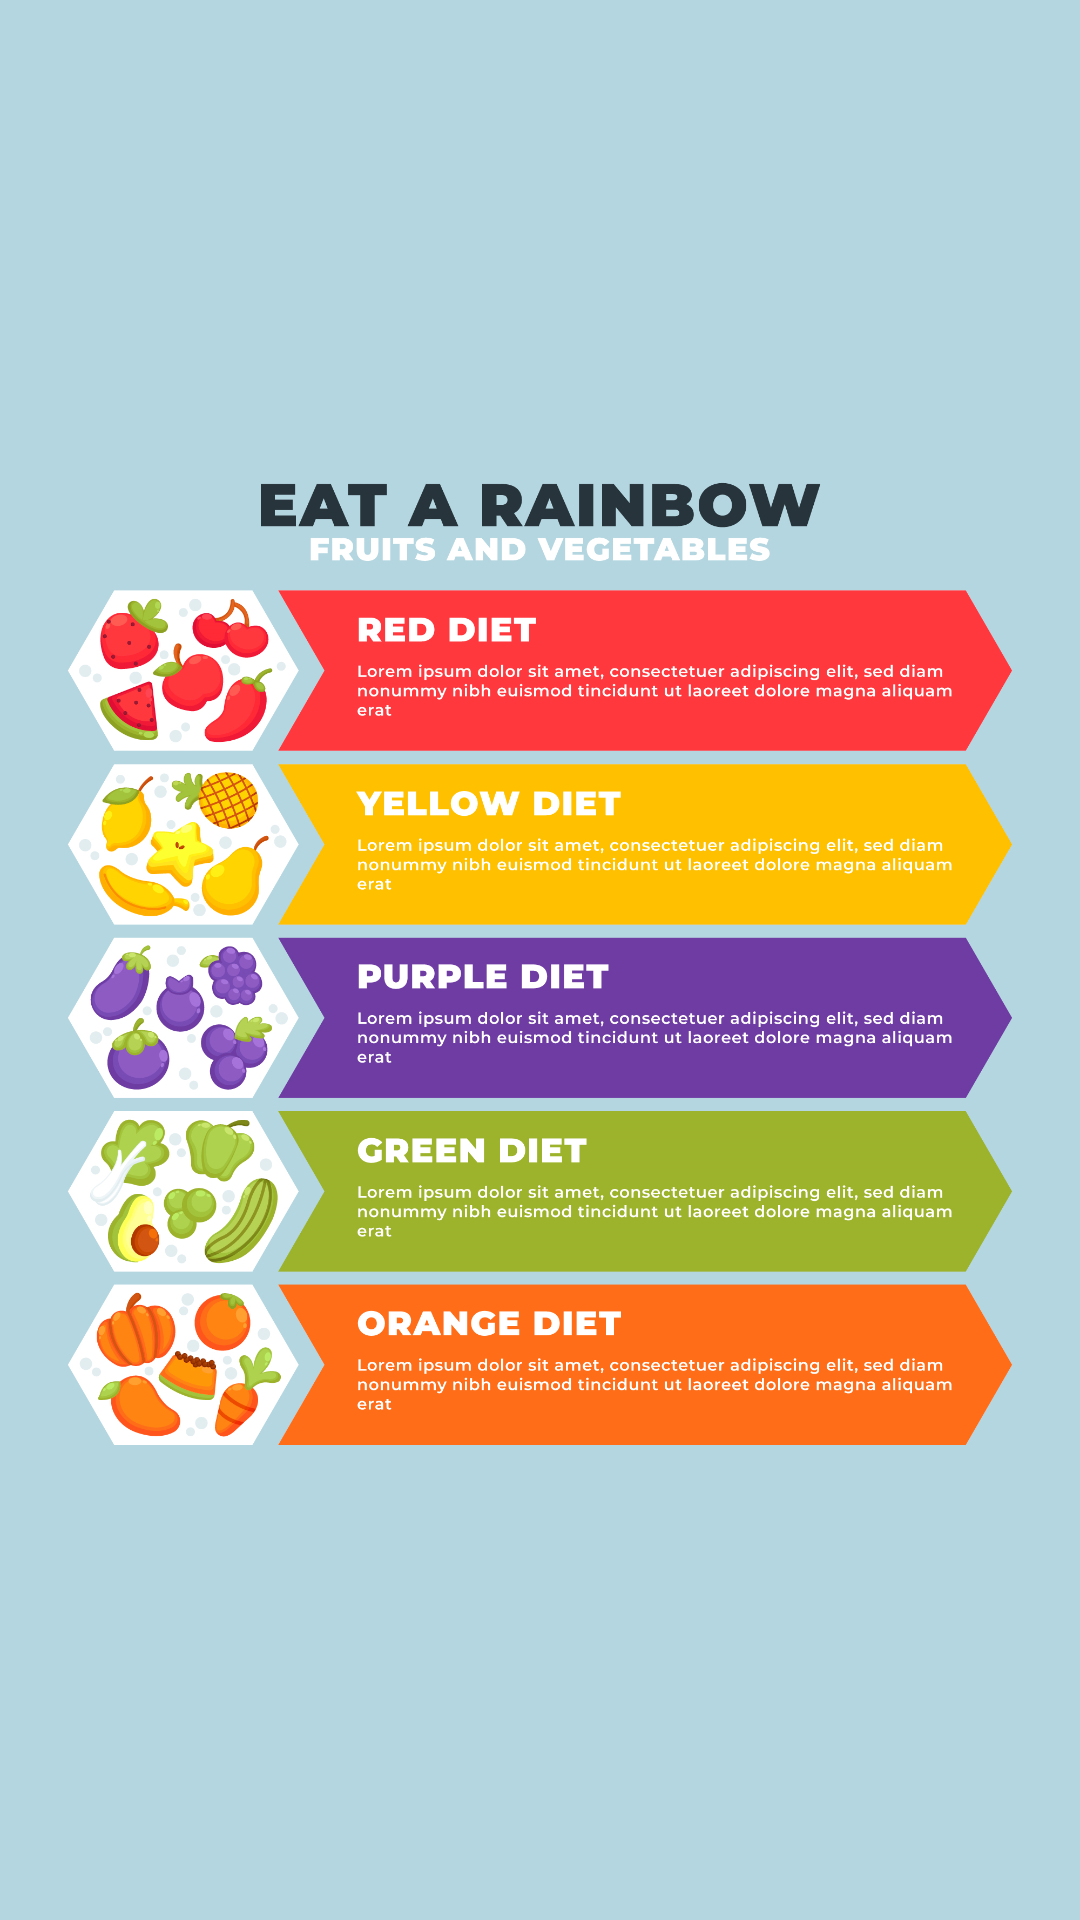 EAT A RAINBOW
FRUITS AND VEGETABLES
RED DIET
Lorem ipsum dolor sit amet, consectetuer adipiscing elit, sed diam
nonummy nibh euismod tincidunt ut laoreet dolore magna aliquam
erat
YELLOW DIET
Lorem ipsum dolor sit amet, consectetuer adipiscing elit, sed diam
nonummy nibh euismod tincidunt ut laoreet dolore magna aliquam
erat
PURPLE DIET
Lorem ipsum dolor sit amet, consectetuer adipiscing elit, sed diam
nonummy nibh euismod tincidunt ut laoreet dolore magna aliquam
erat
GREEN DIET
Lorem ipsum dolor sit amet, consectetuer adipiscing elit, sed diam
nonummy nibh euismod tincidunt ut laoreet dolore magna aliquam
erat
ORANGE DIET
Lorem ipsum dolor sit amet, consectetuer adipiscing elit, sed diam
nonummy nibh euismod tincidunt ut laoreet dolore magna aliquam
erat